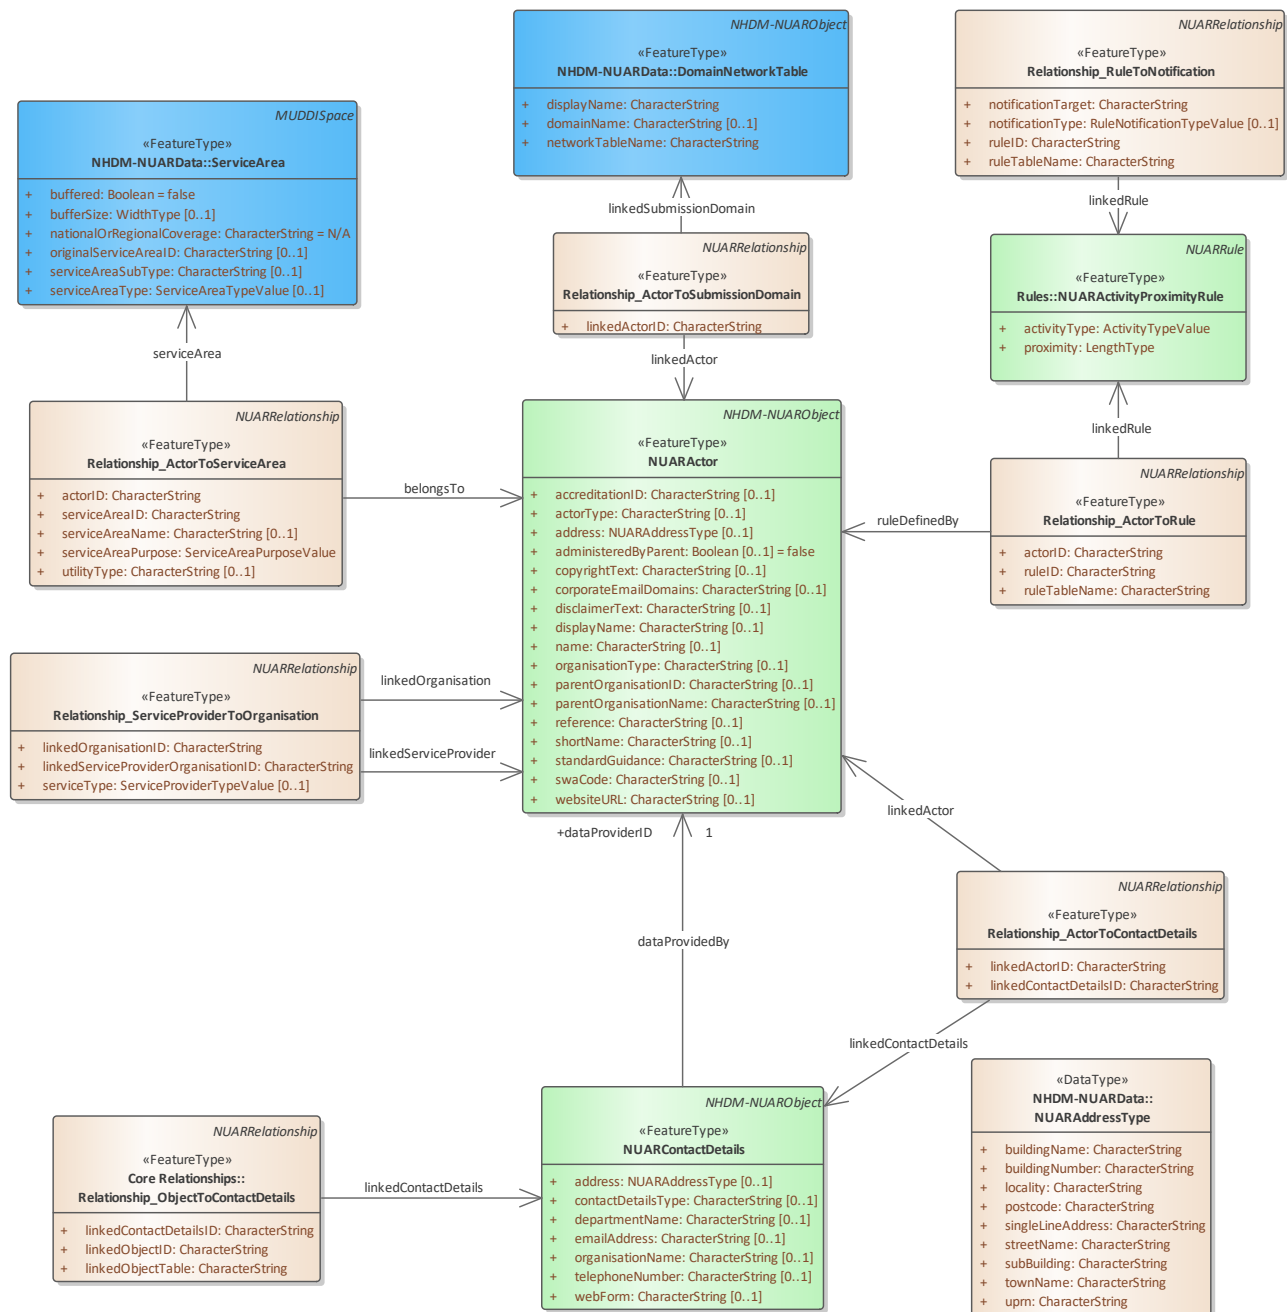 NHDM-NUARObject
«FeatureType»
NHDM-NUARData::DomainNetworkTable
+ displayName: CharacterString
+ domainName: CharacterString [0..1]
+ networkTableName: CharacterString
NUARRelationship
«FeatureType»
Relationship_RuleToNotification
+ notificationTarget: CharacterString
+ notificationType: RuleNotificationTypeValue [0..1]
+ ruleID: CharacterString
+ ruleTableName: CharacterString
MUDDISpace
«FeatureType»
NHDM-NUARData::ServiceArea
+ buffered: Boolean = false
+ bufferSize: WidthType [0..1]
+ nationalOrRegionalCoverage: CharacterString = N/A
+ originalServiceAreaID: CharacterString [0..1]
+ serviceAreaSubType: CharacterString [0..1]
+ serviceAreaType: ServiceAreaTypeValue [0..1]
linkedSubmissionDomain
linkedRule
NUARRelationship
«FeatureType»
Relationship_ActorToSubmissionDomain
+ linkedActorID: CharacterString
NUARRule
«FeatureType»
Rules::NUARActivityProximityRule
+ activityType: ActivityTypeValue
+ proximity: LengthType
serviceArea
linkedActor
linkedRule
NUARRelationship
«FeatureType»
Relationship_ActorToServiceArea
+ actorID: CharacterString
+ serviceAreaID: CharacterString
+ serviceAreaName: CharacterString [0..1]
+ serviceAreaPurpose: ServiceAreaPurposeValue
+ utilityType: CharacterString [0..1]
belongsTo
NHDM-NUARObject
«FeatureType»
NUARActor
+ accreditationID: CharacterString [0..1]
+ actorType: CharacterString [0..1]
+ address: NUARAddressType [0..1]
+ administeredByParent: Boolean [0..1] = false
+ copyrightText: CharacterString [0..1]
+ corporateEmailDomains: CharacterString [0..1]
+ disclaimerText: CharacterString [0..1]
+ displayName: CharacterString [0..1]
+ name: CharacterString [0..1]
+ organisationType: CharacterString [0..1]
+ parentOrganisationID: CharacterString [0..1]
+ parentOrganisationName: CharacterString [0..1]
+ reference: CharacterString [0..1]
+ shortName: CharacterString [0..1]
+ standardGuidance: CharacterString [0..1]
+ swaCode: CharacterString [0..1]
+ websiteURL: CharacterString [0..1]
ruleDefinedBy
NUARRelationship
«FeatureType»
Relationship_ActorToRule
+ actorID: CharacterString
+ ruleID: CharacterString
+ ruleTableName: CharacterString
NUARRelationship
«FeatureType»
Relationship_ServiceProviderToOrganisation
+ linkedOrganisationID: CharacterString
+ linkedServiceProviderOrganisationID: CharacterString
+ serviceType: ServiceProviderTypeValue [0..1]
linkedOrganisation
linkedServiceProvider
+dataProviderID 1
linkedActor
dataProvidedBy
NUARRelationship
«FeatureType»
Relationship_ActorToContactDetails
+ linkedActorID: CharacterString
+ linkedContactDetailsID: CharacterString
linkedContactDetails
NUARRelationship
«FeatureType»
Core Relationships::
Relationship_ObjectToContactDetails
+ linkedContactDetailsID: CharacterString
+ linkedObjectID: CharacterString
+ linkedObjectTable: CharacterString
linkedContactDetails
NHDM-NUARObject
«FeatureType»
NUARContactDetails
+ address: NUARAddressType [0..1]
+ contactDetailsType: CharacterString [0..1]
+ departmentName: CharacterString [0..1]
+ emailAddress: CharacterString [0..1]
+ organisationName: CharacterString [0..1]
+ telephoneNumber: CharacterString [0..1]
+ webForm: CharacterString [0..1]
«DataType»
NHDM-NUARData::
NUARAddressType
+ buildingName: CharacterString
+ buildingNumber: CharacterString
+ locality: CharacterString
+ postcode: CharacterString
+ singleLineAddress: CharacterString
+ streetName: CharacterString
+ subBuilding: CharacterString
+ townName: CharacterString
+ uprn: CharacterString